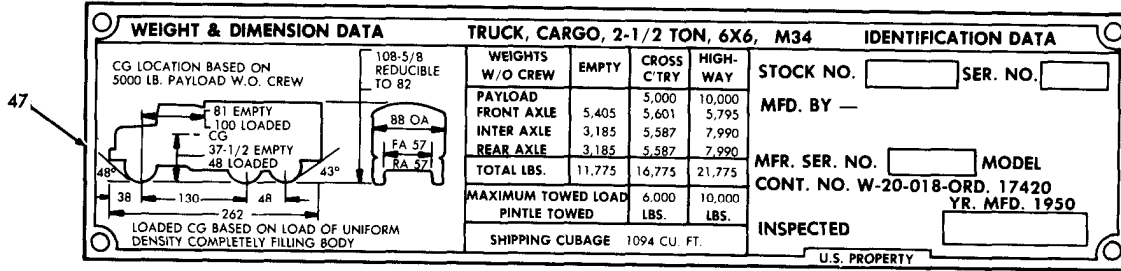 WEIGHT & DIMENSION DATA
TRUCK, CARGO, 2-1/2 TON, 6X6, M34
IDENTIFICATION DATA
CG LOCATION BASED ON
5000 LB. PAYLOAD W.O. CREW
108-5/8
REDUCIBLE
TO 82
47
81 EMPTY
100 LOADED
CG
37-1/2 EMPTY
48 LOADED
88 OA
FA 57
RA 57
48°
43°
38
130
48
262
LOADED CG BASED ON LOAD OF UNIFORM
DENSITY COMPLETELY FILLING BODY
WEIGHTS W/O CREW EMPTY CROSS C'TRY HIGH-WAY
PAYLOAD 5,000 10,000
FRONT AXLE 5,405 5,601 5,795
INTER AXLE 3,185 5,587 7,990
REAR AXLE 3,185 5,587 7,990
TOTAL LBS. 11,775 16,775 21,775
MAXIMUM TOWED LOAD 6,000 10,000
PINTLE TOWED LBS. LBS.
SHIPPING CUBAGE 1094 CU. FT.
STOCK NO. SER. NO.
MFD. BY —
MFR. SER. NO. MODEL
CONT. NO. W-20-018-ORD. 17420
YR. MFD. 1950
INSPECTED
U.S. PROPERTY